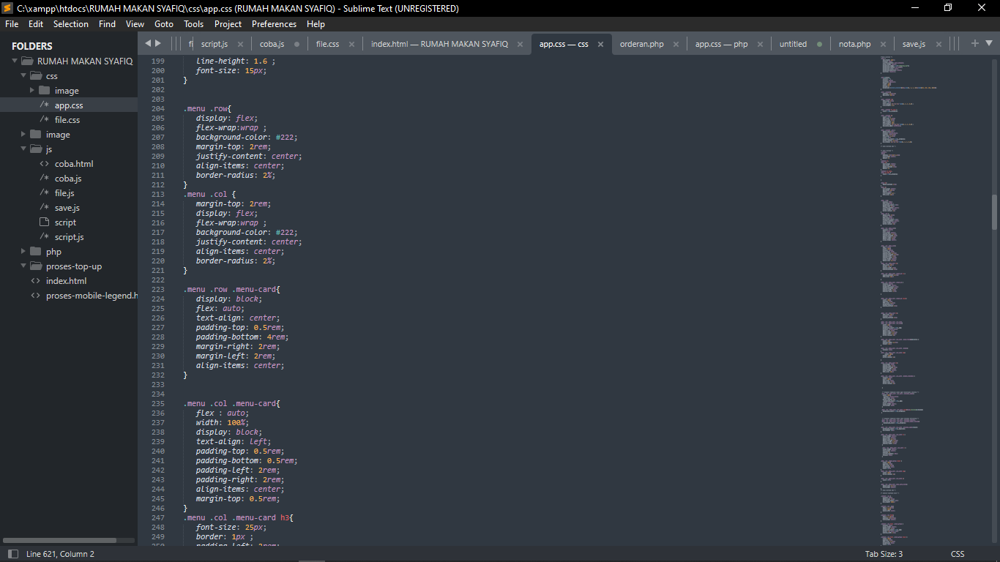 C:\xampp\htdocs\RUMAH MAKAN SYAFIQ\css\app.css (RUMAH MAKAN SYAFIQ) - Sublime Text (UNREGISTERED)
File Edit Selection Find View Goto Tools Project Preferences Help
FOLDERS
RUMAH MAKAN SYAFIQ
css
image
app.css
file.css
image
js
coba.html
coba.js
file.js
save.js
script
script.js
php
proses-top-up
index.html
proses-mobile-legend.h
fi script.js coba.js file.css index.html — RUMAH MAKAN SYAFIQ app.css — css orderan.php app.css — php untitled nota.php save.js
199 line-height: 1.6 ;
200 font-size: 15px;
201 }
202
203
204 .menu .row{
205 display: flex;
206 flex-wrap:wrap ;
207 background-color: #222;
208 margin-top: 2rem;
209 justify-content: center;
210 align-items: center;
211 border-radius: 2%;
212 }
213 .menu .col {
214 margin-top: 2rem;
215 display: flex;
216 flex-wrap:wrap ;
217 background-color: #222;
218 justify-content: center;
219 align-items: center;
220 border-radius: 2%;
221 }
222
223 .menu .row .menu-card{
224 display: block;
225 flex: auto;
226 text-align: center;
227 padding-top: 0.5rem;
228 padding-bottom: 4rem;
229 margin-right: 2rem;
230 margin-left: 2rem;
231 align-items: center;
232 }
233
234
235 .menu .col .menu-card{
236 flex : auto;
237 width: 100%;
238 display: block;
239 text-align: left;
240 padding-top: 0.5rem;
241 padding-bottom: 0.5rem;
242 padding-left: 2rem;
243 padding-right: 2rem;
244 align-items: center;
245 margin-top: 0.5rem;
246 }
247 .menu .col .menu-card h3{
248 font-size: 25px;
249 border: 1px ;
250 padding-left: 2rem;
Line 621, Column 2
Tab Size: 3
CSS